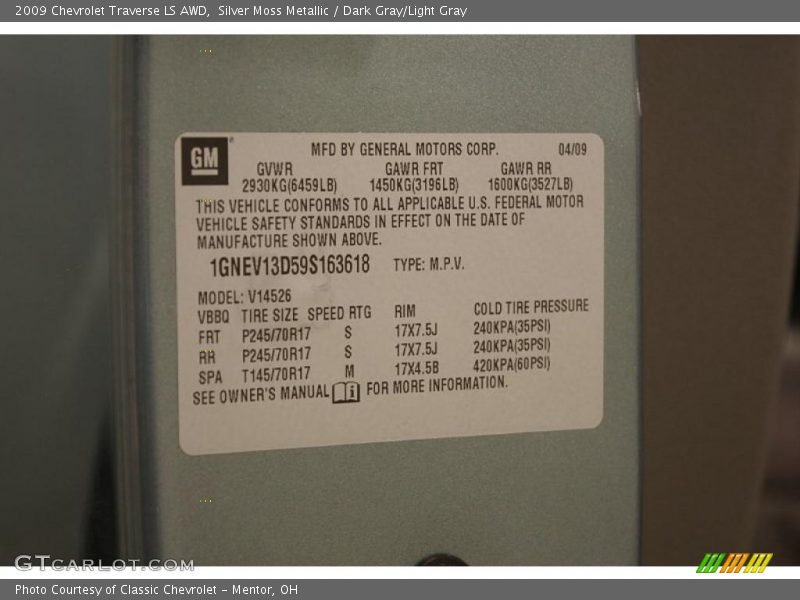 2009 Chevrolet Traverse LS AWD, Silver Moss Metallic / Dark Gray/Light Gray
GM
MFD BY GENERAL MOTORS CORP. 04/09
GVWR GAWR FRT GAWR RR
2930KG(6459LB) 1450KG(3196LB) 1600KG(3527LB)
THIS VEHICLE CONFORMS TO ALL APPLICABLE U.S. FEDERAL MOTOR
VEHICLE SAFETY STANDARDS IN EFFECT ON THE DATE OF
MANUFACTURE SHOWN ABOVE.
1GNEV13D59S163618 TYPE: M.P.V.
MODEL: V14526
VBBQ TIRE SIZE SPEED RTG RIM COLD TIRE PRESSURE
FRT P245/70R17 S 17X7.5J 240KPA(35PSI)
RR P245/70R17 S 17X7.5J 240KPA(35PSI)
SPA T145/70R17 M 17X4.5B 420KPA(60PSI)
SEE OWNER'S MANUAL i FOR MORE INFORMATION.
GTCARLOT.COM
Photo Courtesy of Classic Chevrolet - Mentor, OH